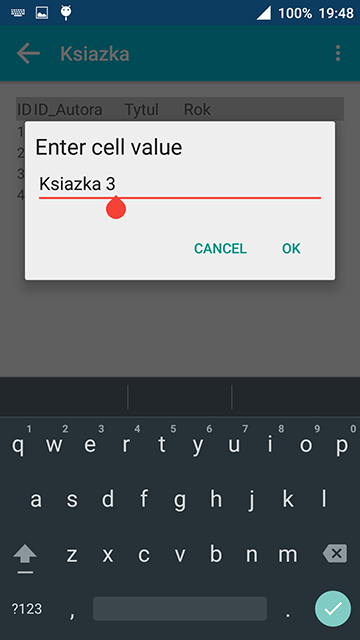 100% 19:48
Ksiazka
ID ID_Autora Tytul Rok
1
2
3
4
Enter cell value
Ksiazka 3
CANCEL OK
1 2 3 4 5 6 7 8 9 0
q w e r t y u i o p
a s d f g h j k l
z x c v b n m
?123 , .